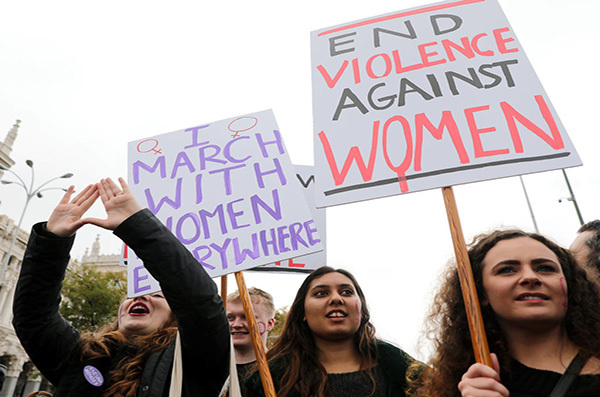 I
MARCH
WITH
WOMEN
EVERYWHERE
END
VIOLENCE
AGAINST
WOMEN